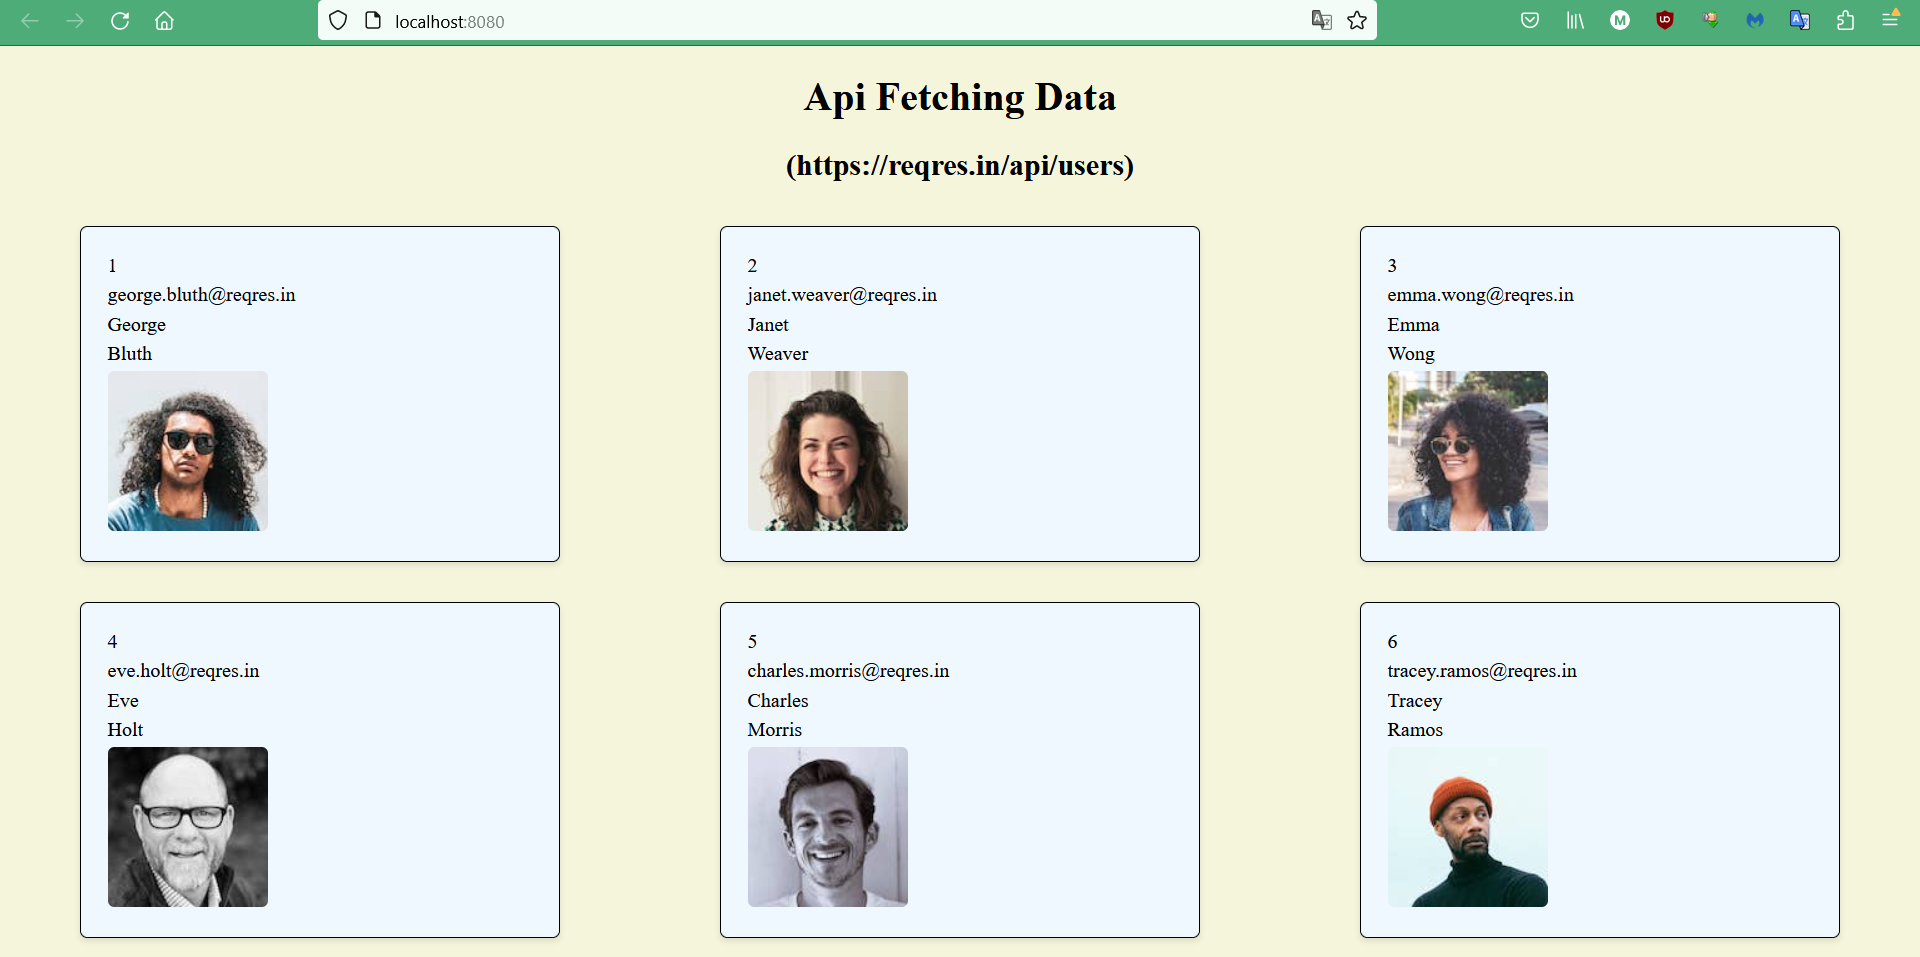 localhost:8080
Api Fetching Data
(https://reqres.in/api/users)
1
george.bluth@reqres.in
George
Bluth
2
janet.weaver@reqres.in
Janet
Weaver
3
emma.wong@reqres.in
Emma
Wong
4
eve.holt@reqres.in
Eve
Holt
5
charles.morris@reqres.in
Charles
Morris
6
tracey.ramos@reqres.in
Tracey
Ramos